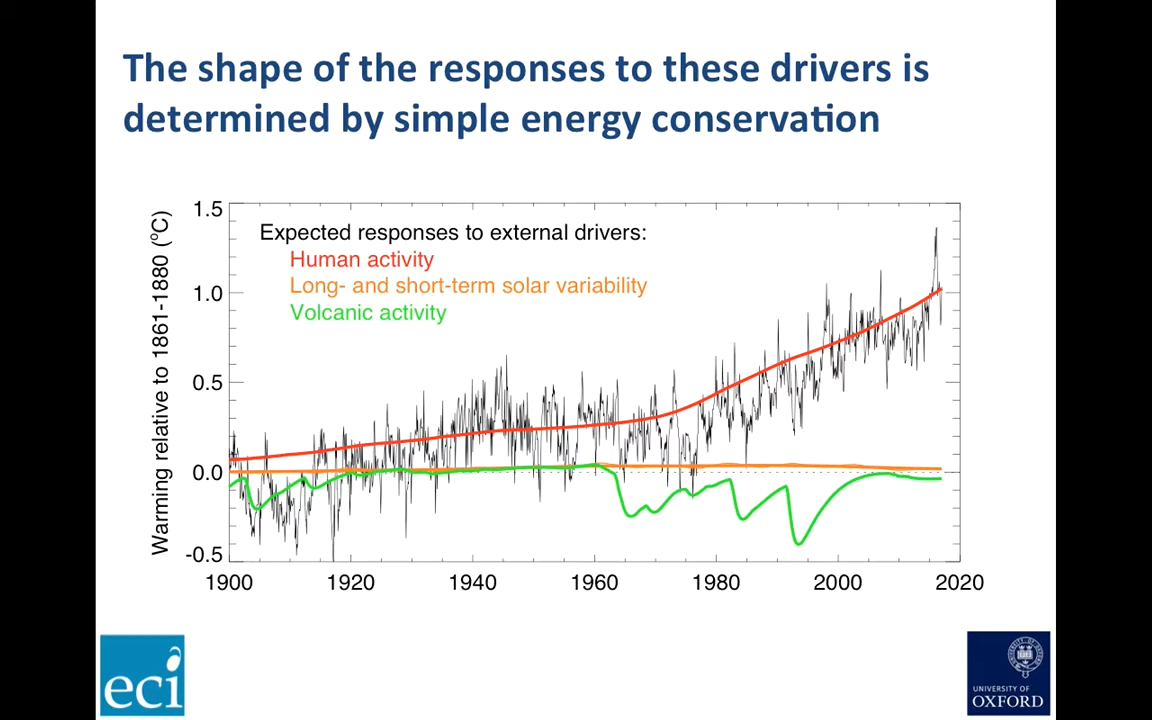 The shape of the responses to these drivers is
determined by simple energy conservation
Warming relative to 1861-1880 (°C)
1.5
1.0
0.5
0.0
-0.5
Expected responses to external drivers:
Human activity
Long- and short-term solar variability
Volcanic activity
1900 1920 1940 1960 1980 2000 2020
eci
UNIVERSITY OF
OXFORD